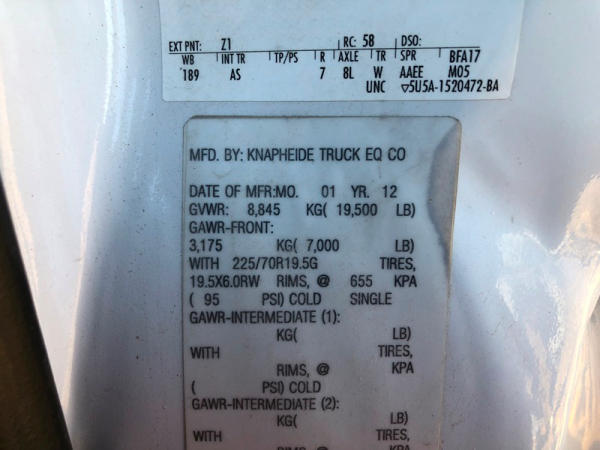 EXT PNT: Z1 RC: 58 DSO:
WB INT TR TP/PS R AXLE TR SPR BFA17
189 AS 7 8L W AAEE M05
UNC ▽5U5A-1520472-BA
MFD. BY: KNAPHEIDE TRUCK EQ CO
DATE OF MFR:MO. 01 YR. 12
GVWR: 8,845 KG( 19,500 LB)
GAWR-FRONT:
3,175 KG( 7,000 LB)
WITH 225/70R19.5G TIRES,
19.5X6.0RW RIMS, @ 655 KPA
( 95 PSI) COLD SINGLE
GAWR-INTERMEDIATE (1):
KG( LB)
WITH TIRES,
RIMS, @ KPA
( PSI) COLD
GAWR-INTERMEDIATE (2):
KG( LB)
WITH TIRES,
RIMS, @ KPA